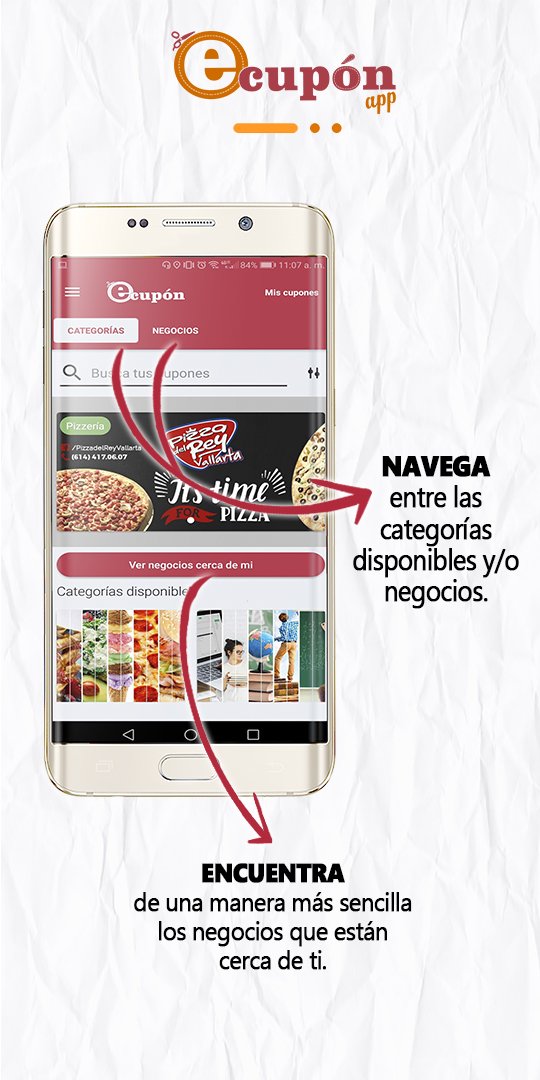 ecupón
app
84% 11:07 a. m.
ecupón
Mis cupones
CATEGORÍAS NEGOCIOS
Busca tus cupones
Pizzería
/PizzadelReyVallarta
(614) 417.06.07
Pizza
del Rey
Vallarta
It's time
FOR PIZZA
Ver negocios cerca de mi
Categorías disponible
NAVEGA
entre las
categorías
disponibles y/o
negocios.
ENCUENTRA
de una manera más sencilla
los negocios que están
cerca de ti.